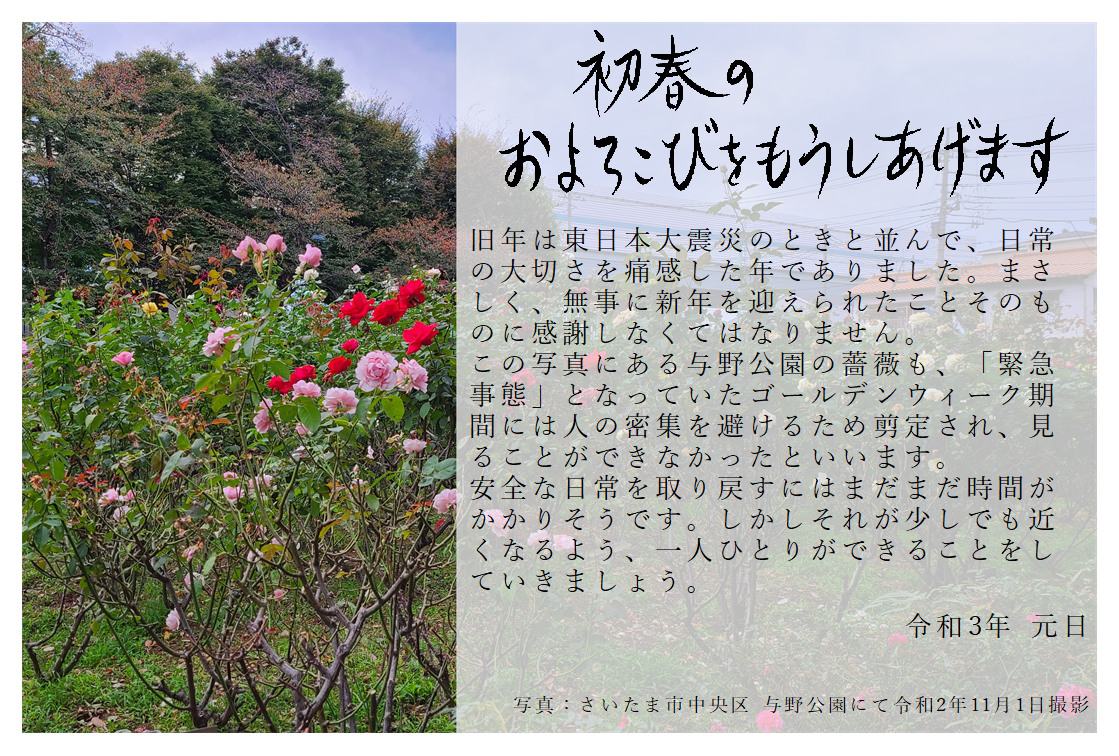 初春の
およろこびをもうしあげます
旧年は東日本大震災のときと並んで、日常
の大切さを痛感した年でありました。まさ
しく、無事に新年を迎えられたことそのも
のに感謝しなくてはなりません。
この写真にある与野公園の薔薇も、「緊急
事態」となっていたゴールデンウィーク期
間には人の密集を避けるため剪定され、見
ることができなかったといいます。
安全な日常を取り戻すにはまだまだ時間が
かかりそうです。しかしそれが少しでも近
くなるよう、一人ひとりができることをし
ていきましょう。
令和3年 元日
写真：さいたま市中央区 与野公園にて令和2年11月1日撮影